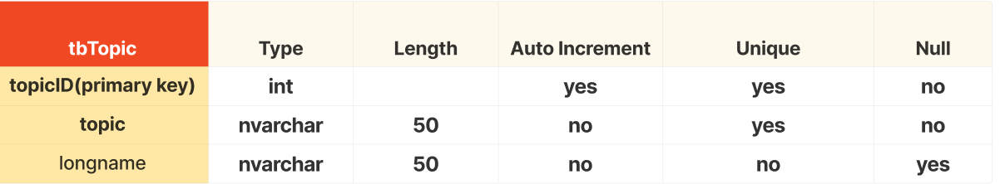 tbTopic Type Length Auto Increment Unique Null
topicID(primary key) int yes yes no
topic nvarchar 50 no yes no
longname nvarchar 50 no no yes